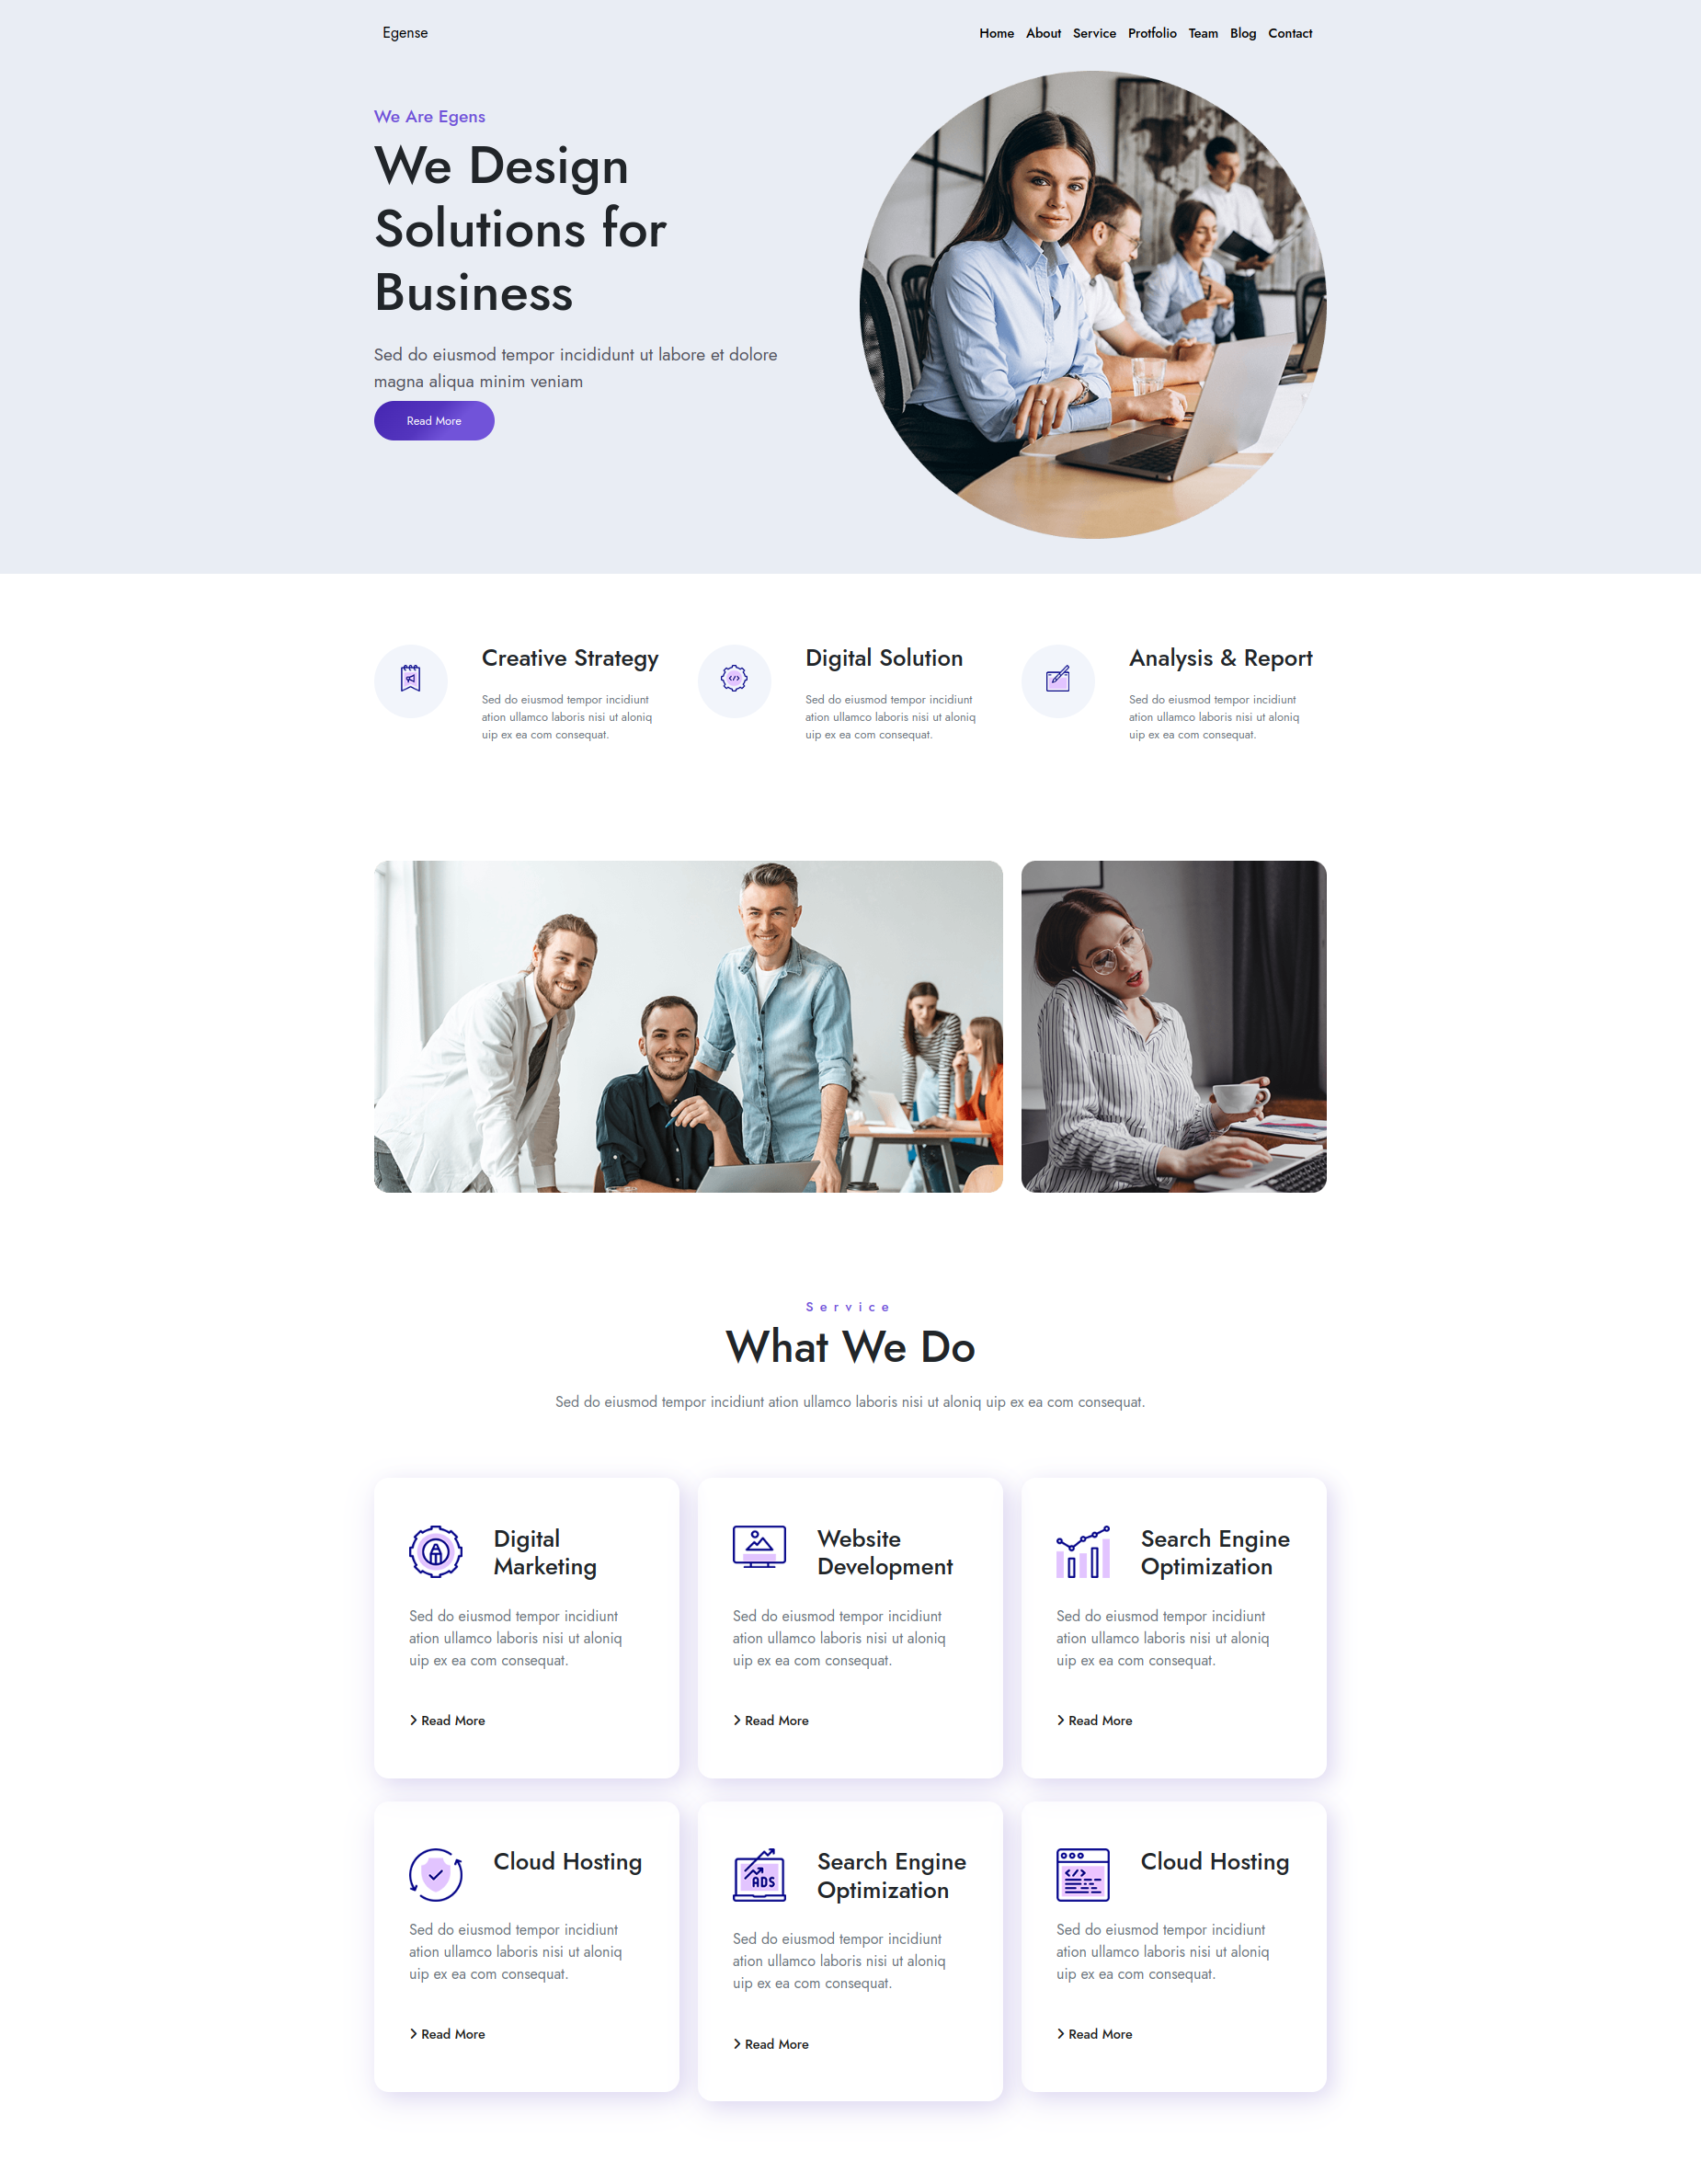 Egense
Home About Service Protfolio Team Blog Contact
We Are Egens
We Design
Solutions for
Business
Sed do eiusmod tempor incididunt ut labore et dolore
magna aliqua minim veniam
Read More
Creative Strategy
Sed do eiusmod tempor incidiunt
ation ullamco laboris nisi ut aloniq
uip ex ea com consequat.
Digital Solution
Sed do eiusmod tempor incidiunt
ation ullamco laboris nisi ut aloniq
uip ex ea com consequat.
Analysis & Report
Sed do eiusmod tempor incidiunt
ation ullamco laboris nisi ut aloniq
uip ex ea com consequat.
Service
What We Do
Sed do eiusmod tempor incidiunt ation ullamco laboris nisi ut aloniq uip ex ea com consequat.
Digital
Marketing
Sed do eiusmod tempor incidiunt
ation ullamco laboris nisi ut aloniq
uip ex ea com consequat.
Read More
Website
Development
Sed do eiusmod tempor incidiunt
ation ullamco laboris nisi ut aloniq
uip ex ea com consequat.
Read More
Search Engine
Optimization
Sed do eiusmod tempor incidiunt
ation ullamco laboris nisi ut aloniq
uip ex ea com consequat.
Read More
Cloud Hosting
Sed do eiusmod tempor incidiunt
ation ullamco laboris nisi ut aloniq
uip ex ea com consequat.
Read More
ADS
Search Engine
Optimization
Sed do eiusmod tempor incidiunt
ation ullamco laboris nisi ut aloniq
uip ex ea com consequat.
Read More
Cloud Hosting
Sed do eiusmod tempor incidiunt
ation ullamco laboris nisi ut aloniq
uip ex ea com consequat.
Read More